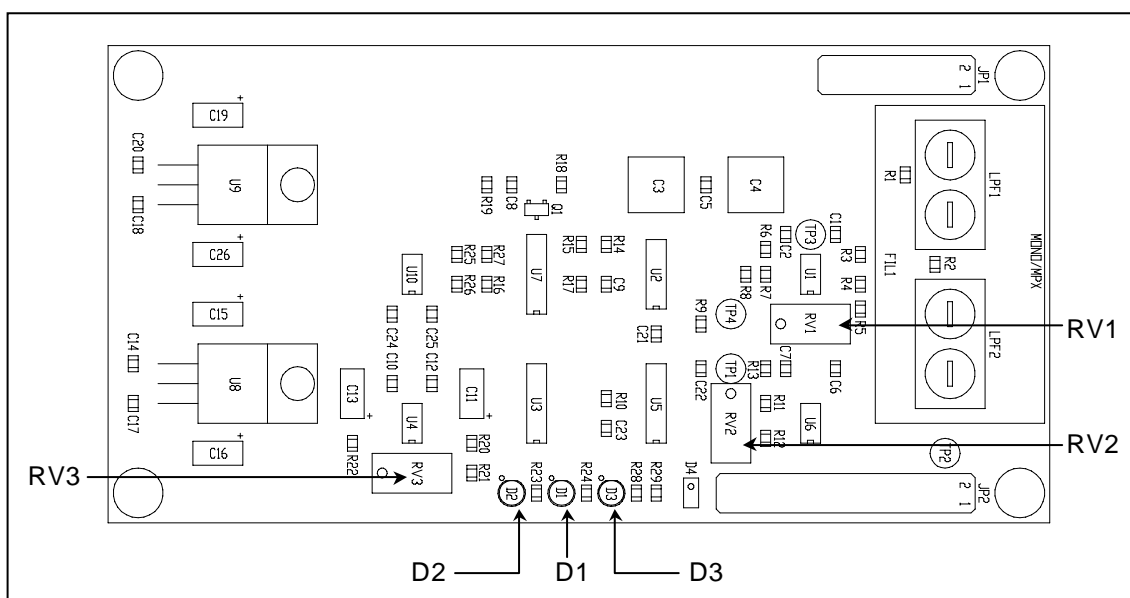 JP1
2
1
C19
+
C20
U9
C18
C26
+
C15
+
C14
U8
C17
C16
+
R18
Q1
R19
C8
C3
C5
C4
R1
LPF1
MONO/MPX
FIL1
R2
LPF2
TP3
C1
C2
R6
R3
R4
R5
U1
R7
R8
R9
TP4
RV1
R15
R14
R17
C9
U2
U7
R25
R27
R26
R16
U10
C24
C25
C10
C12
C21
C13
+
C11
+
U4
U3
U5
R10
C23
C22
TP1
R13
C7
C6
RV2
R11
R12
U6
TP2
R22
RV3
R20
R21
D2
R23
D1
R24
D3
R28
R29
D4
JP2
2
1
RV1
RV2
RV3
D2
D1
D3